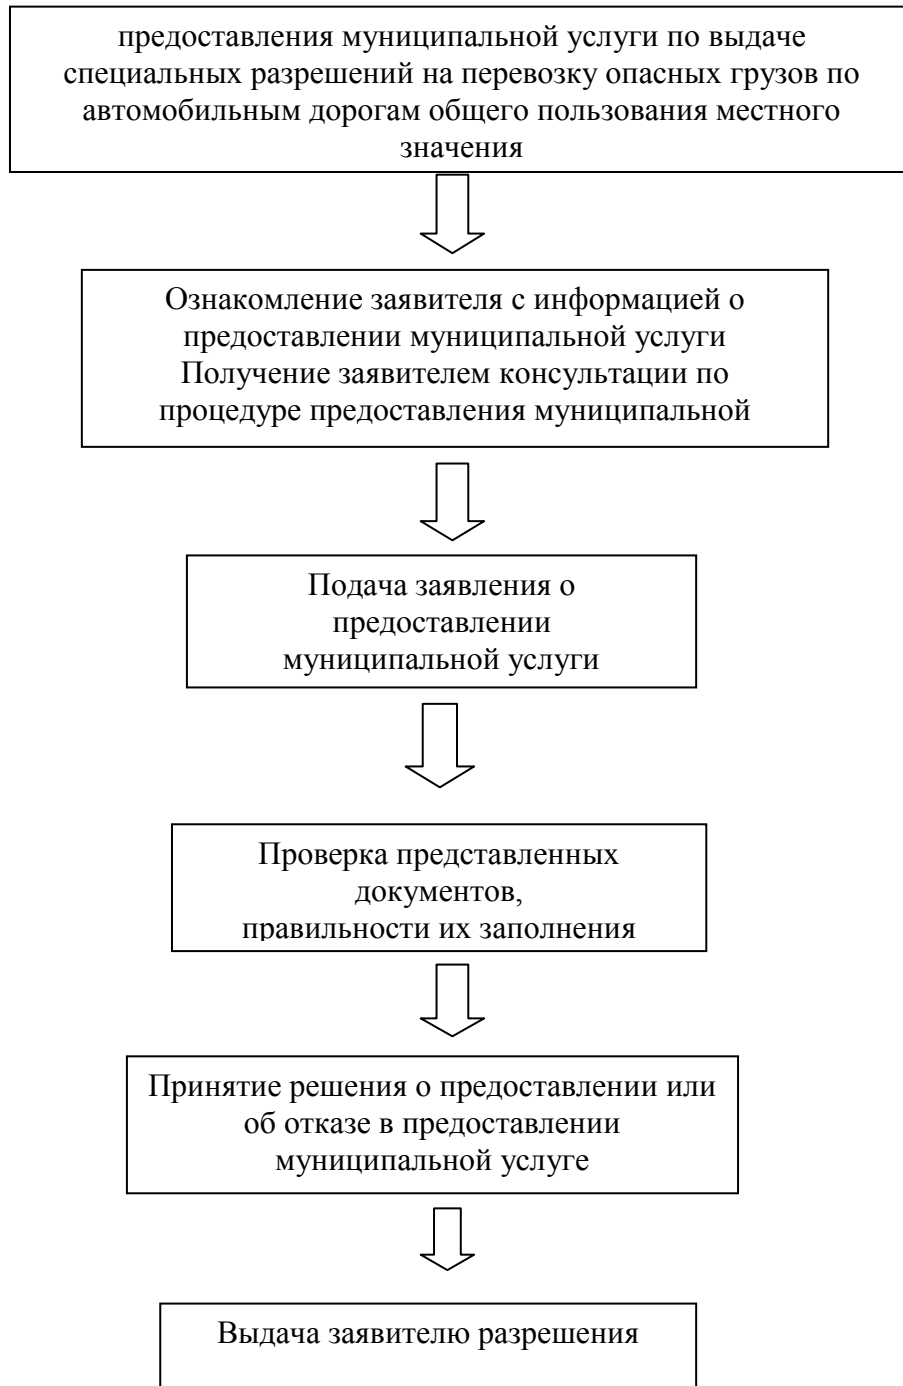 предоставления муниципальной услуги по выдаче
специальных разрешений на перевозку опасных грузов по
автомобильным дорогам общего пользования местного
значения
Ознакомление заявителя с информацией о
предоставлении муниципальной услуги
Получение заявителем консультации по
процедуре предоставления муниципальной
Подача заявления о
предоставлении
муниципальной услуги
Проверка представленных
документов,
правильности их заполнения
Принятие решения о предоставлении или
об отказе в предоставлении
муниципальной услуге
Выдача заявителю разрешения